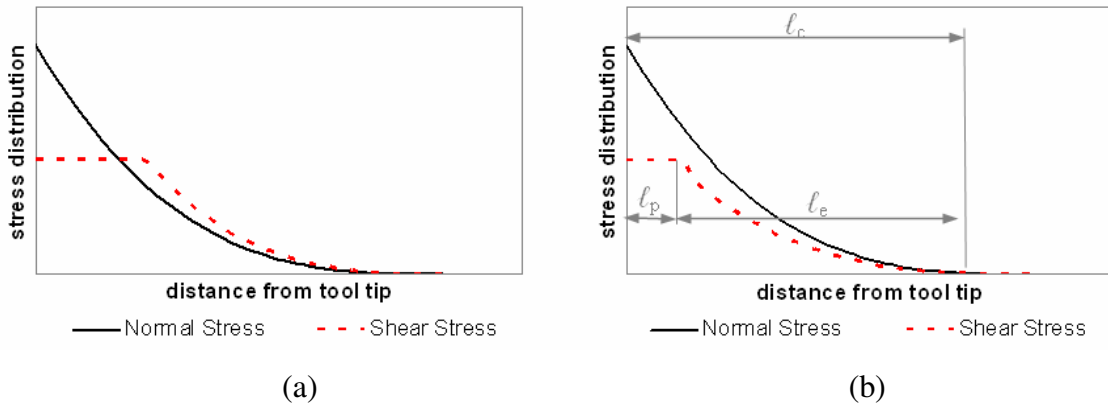 stress distribution
distance from tool tip
Normal Stress Shear Stress
(a)
ℓc
ℓp
ℓe
stress distribution
distance from tool tip
Normal Stress Shear Stress
(b)